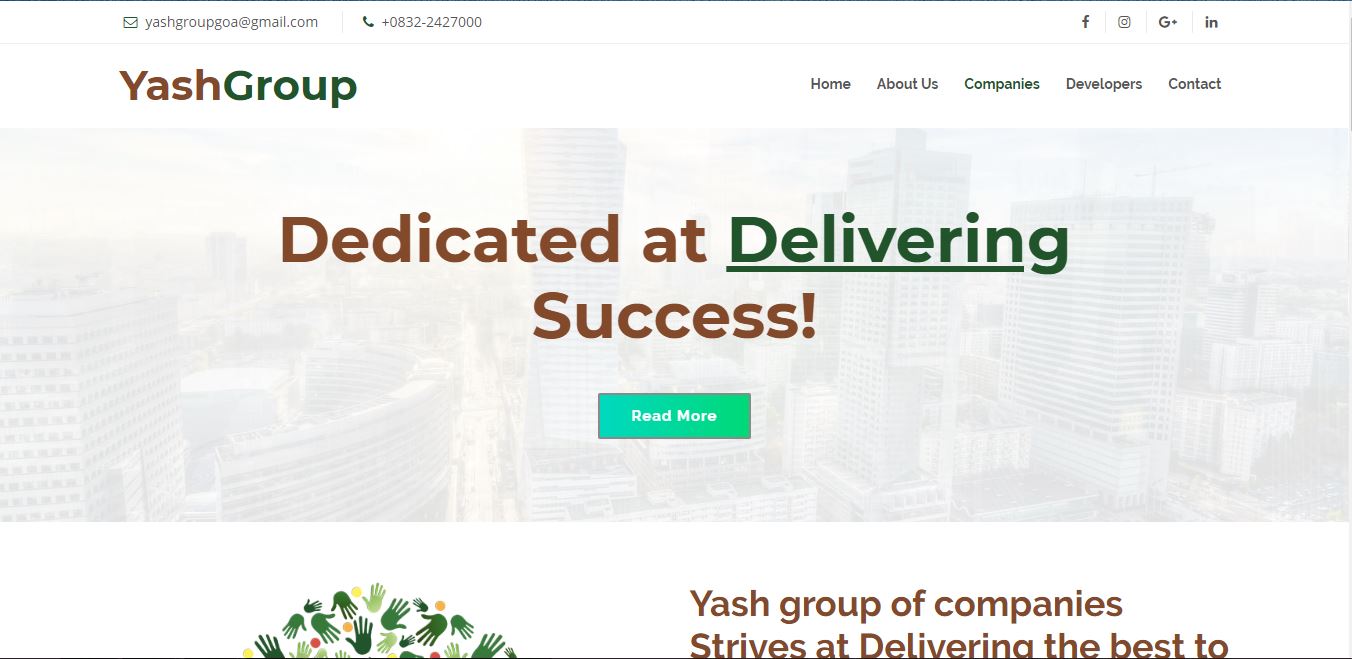 yashgroupgoa@gmail.com
+0832-2427000
G+
in
YashGroup
Home
About Us
Companies
Developers
Contact
Dedicated at Delivering
Success!
Read More
Yash group of companies
Strives at Delivering the best to